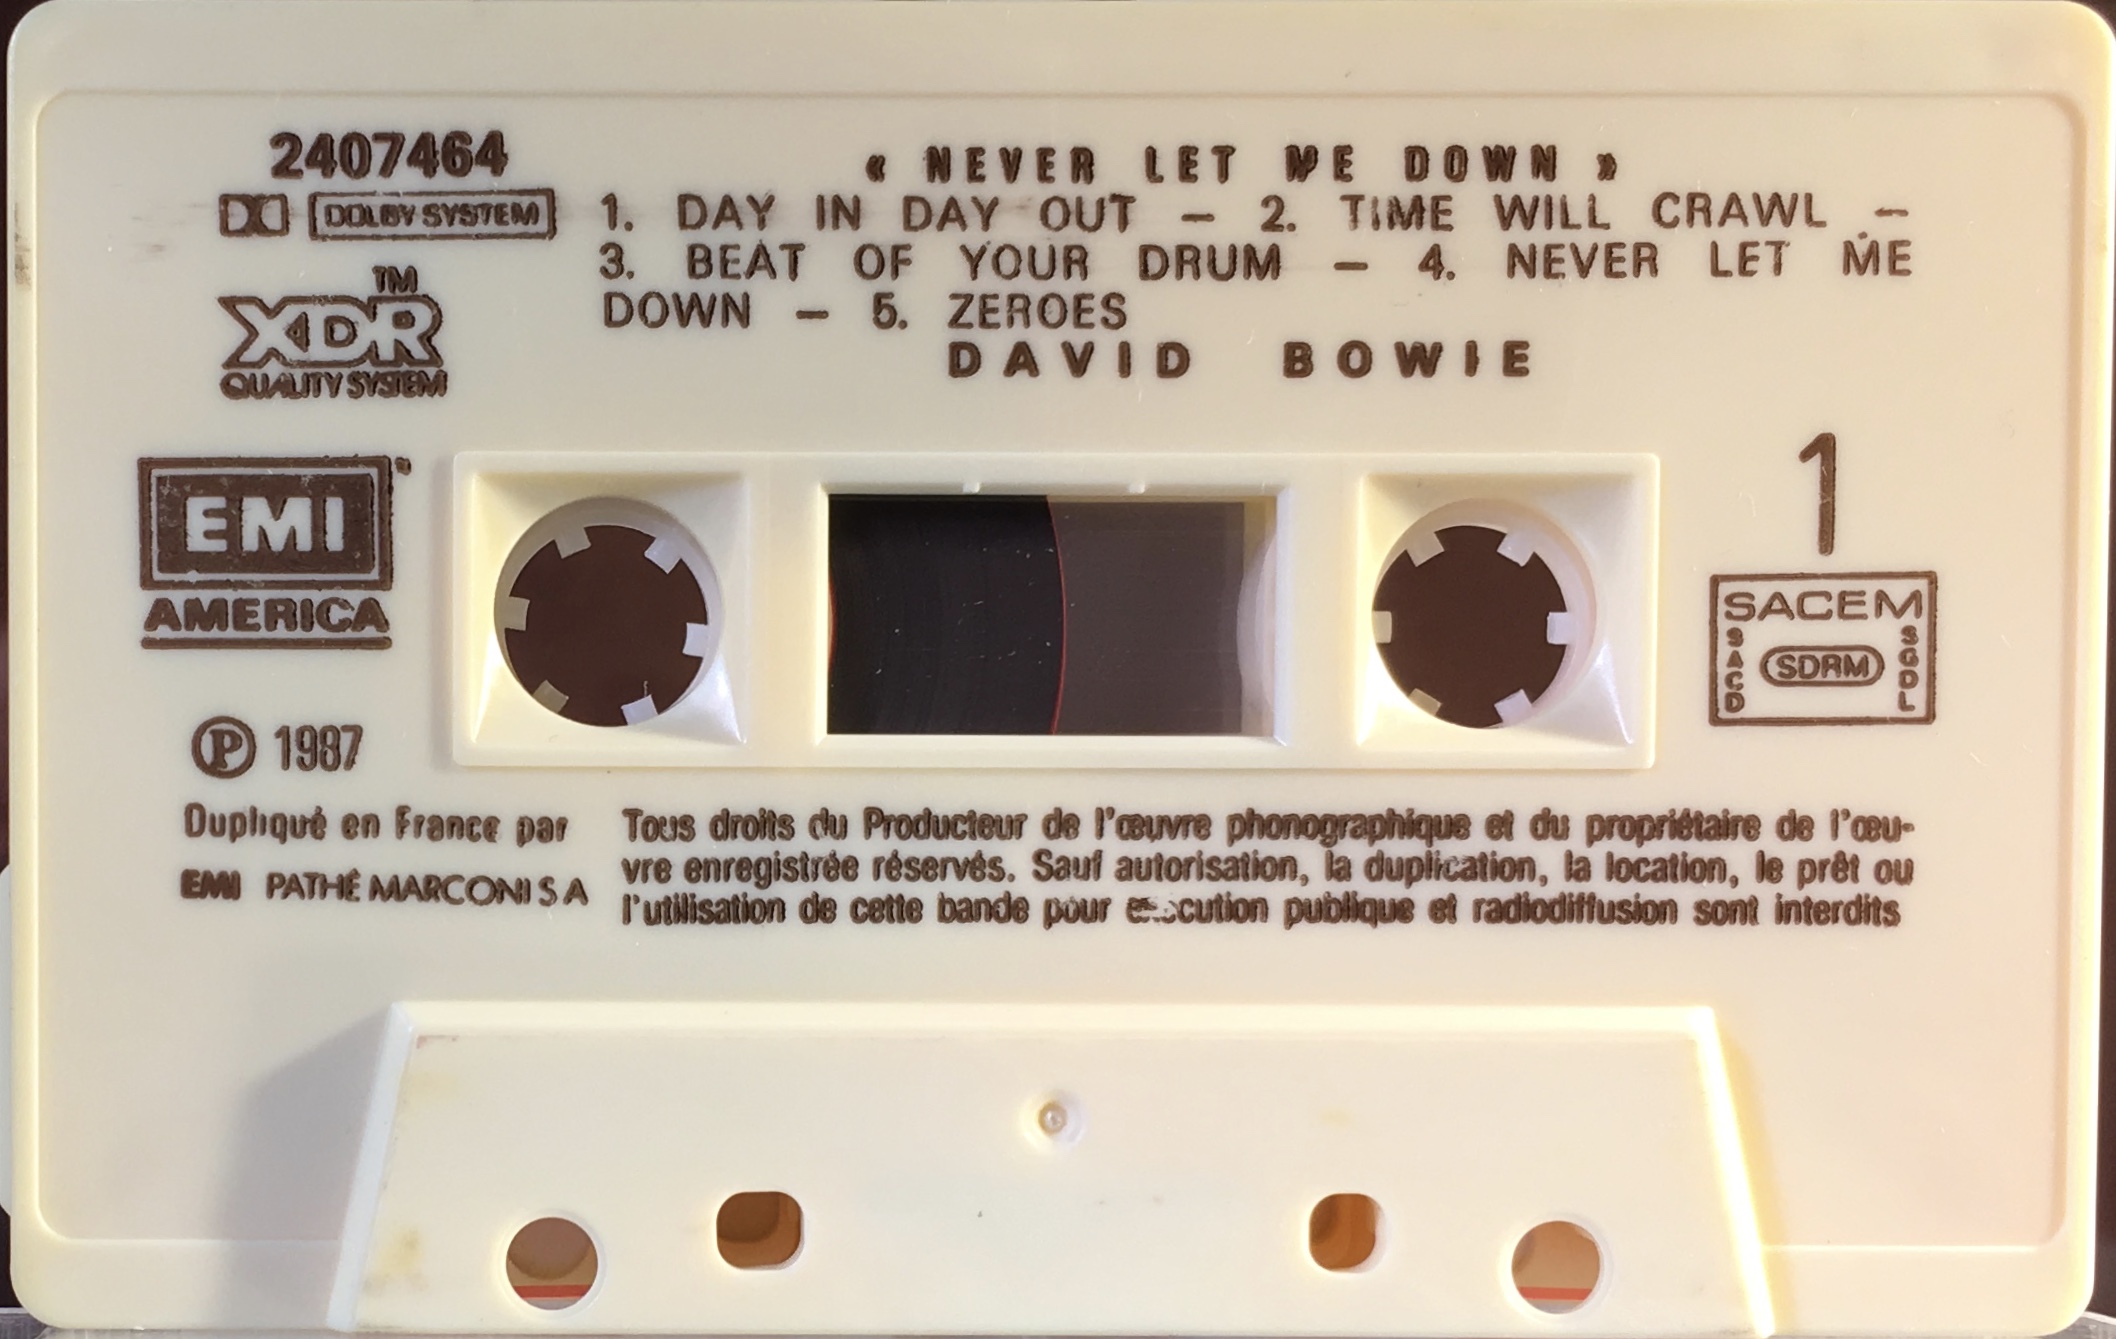 2407464
DOLBY SYSTEM
TM
XDR
QUALITY SYSTEM
« NEVER LET ME DOWN »
1. DAY IN DAY OUT – 2. TIME WILL CRAWL –
3. BEAT OF YOUR DRUM – 4. NEVER LET ME
DOWN – 5. ZEROES
DAVID BOWIE
EMI
AMERICA
1
SACEM
SACD
SDRM
SGDL
Ⓟ 1987
Dupliqué en France par
EMI PATHÉ MARCONI S A
Tous droits du Producteur de l'œuvre phonographique et du propriétaire de l'œu-
vre enregistrée réservés. Sauf autorisation, la duplication, la location, le prêt ou
l'utilisation de cette bande pour exécution publique et radiodiffusion sont interdits